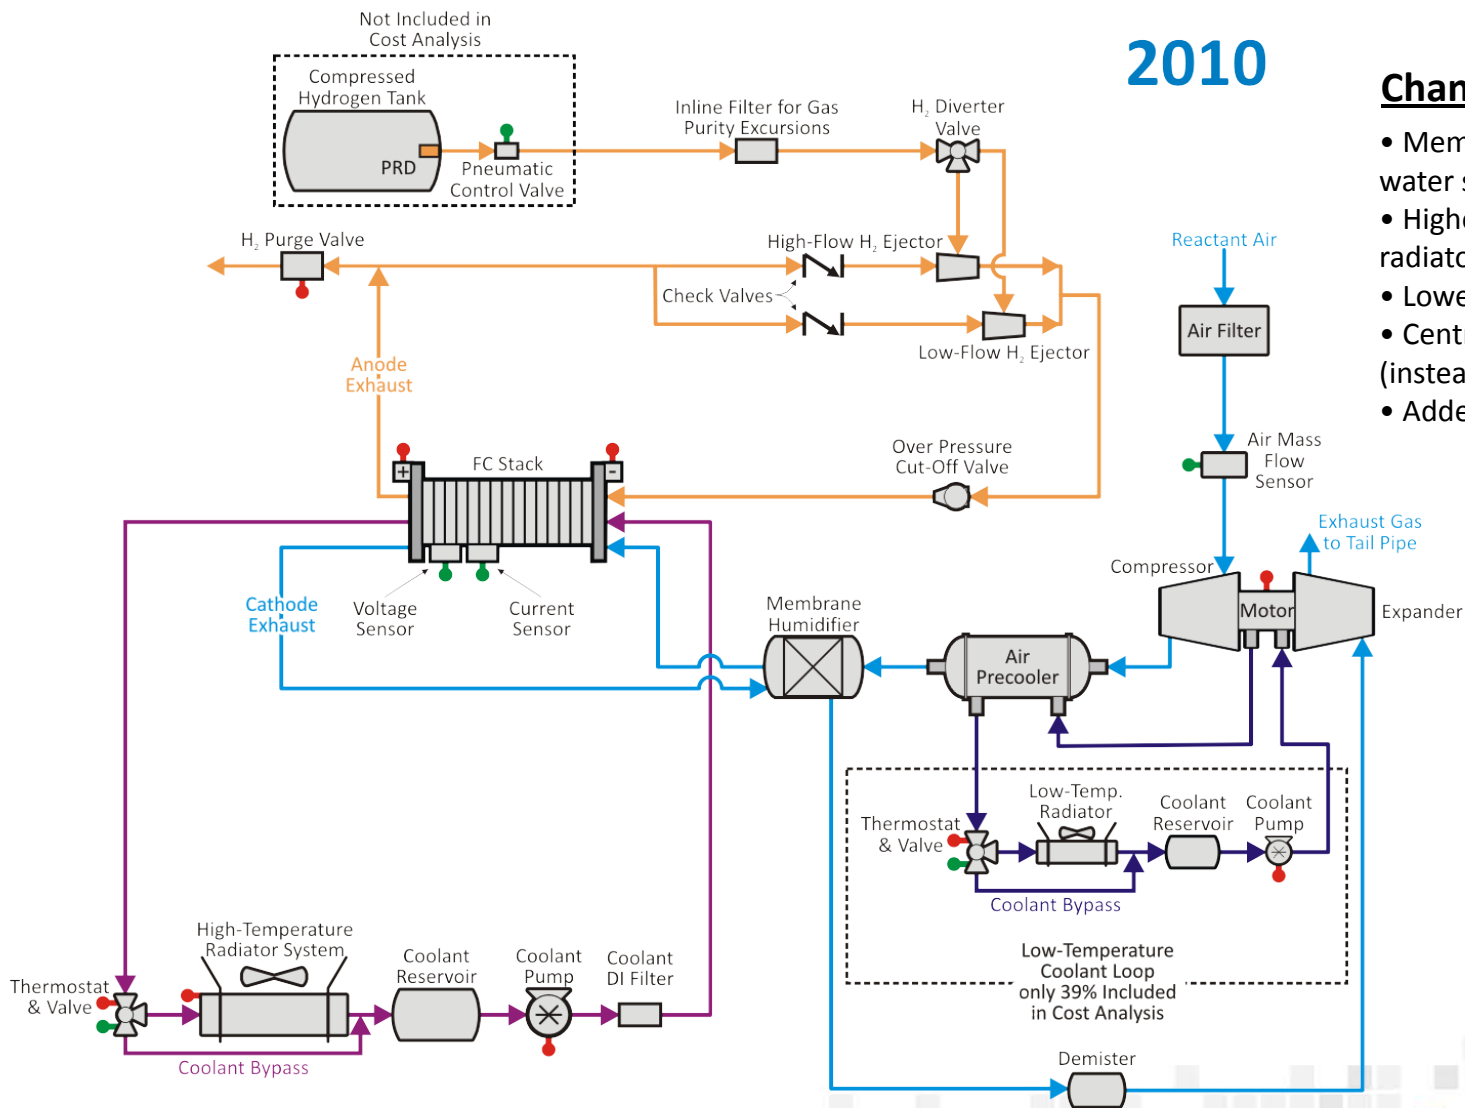 Not Included in
Cost Analysis
Compressed
Hydrogen Tank
PRD
Pneumatic
Control Valve
Inline Filter for Gas
Purity Excursions
H₂ Diverter
Valve
2010
H₂ Purge Valve
High-Flow H₂ Ejector
Check Valves
Low-Flow H₂ Ejector
Anode
Exhaust
Reactant Air
Air Filter
Air Mass
Flow
Sensor
Over Pressure
Cut-Off Valve
FC Stack
+
-
Voltage
Sensor
Current
Sensor
Cathode
Exhaust
Membrane
Humidifier
Air
Precooler
Compressor
Motor
Expander
Exhaust Gas
to Tail Pipe
Thermostat
& Valve
Low-Temp.
Radiator
Coolant
Reservoir
Coolant
Pump
Coolant Bypass
Low-Temperature
Coolant Loop
only 39% Included
in Cost Analysis
High-Temperature
Radiator System
Thermostat
& Valve
Coolant
Reservoir
Coolant
Pump
Coolant
DI Filter
Coolant Bypass
Demister
Chan
• Mem
water s
• Highe
radiato
• Lowe
• Centr
(instea
• Adde